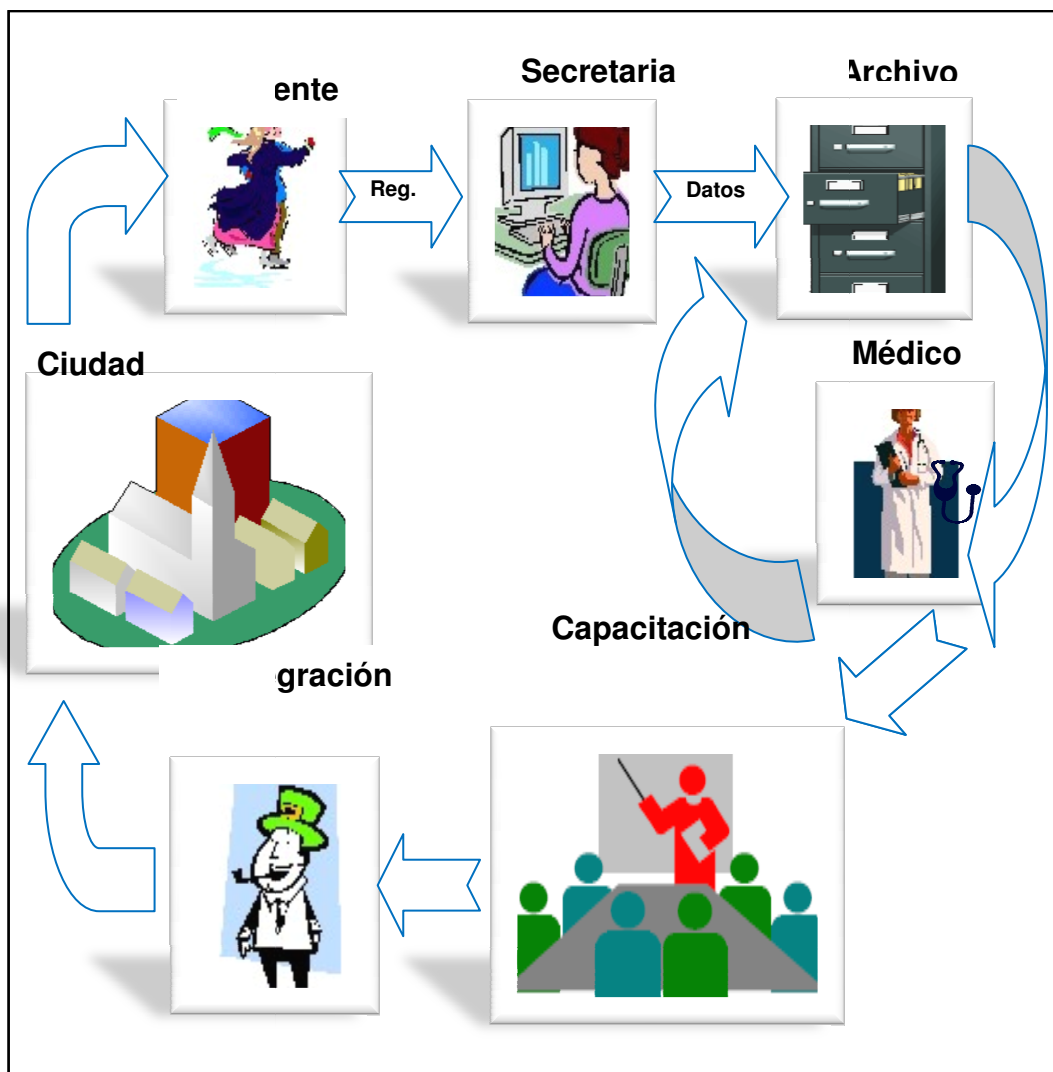 ente
Secretaria
Archivo
Reg.
Datos
Ciudad
Médico
Capacitación
gración